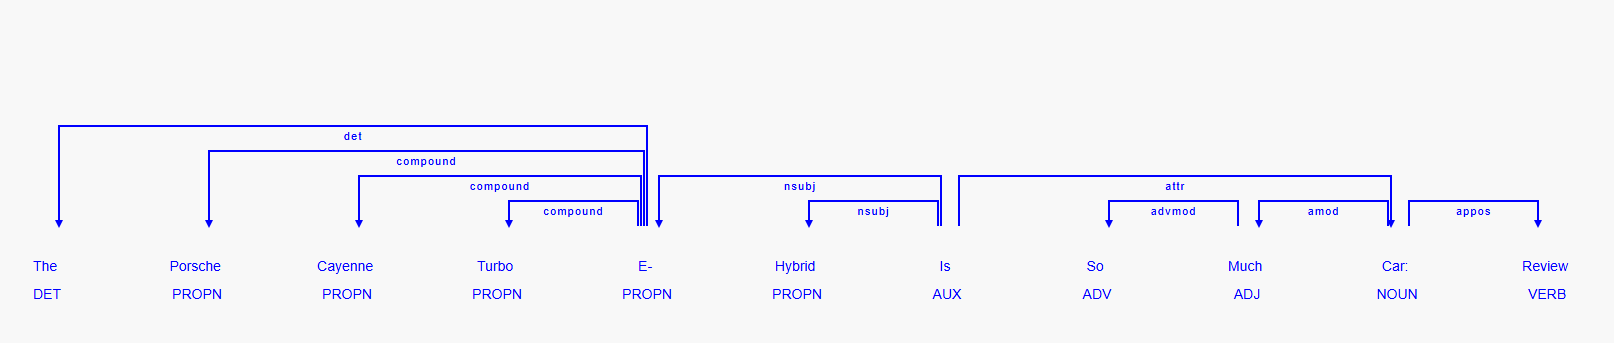 det
compound
compound nsubj attr
compound nsubj advmod amod appos
The Porsche Cayenne Turbo E- Hybrid Is So Much Car: Review
DET PROPN PROPN PROPN PROPN PROPN AUX ADV ADJ NOUN VERB